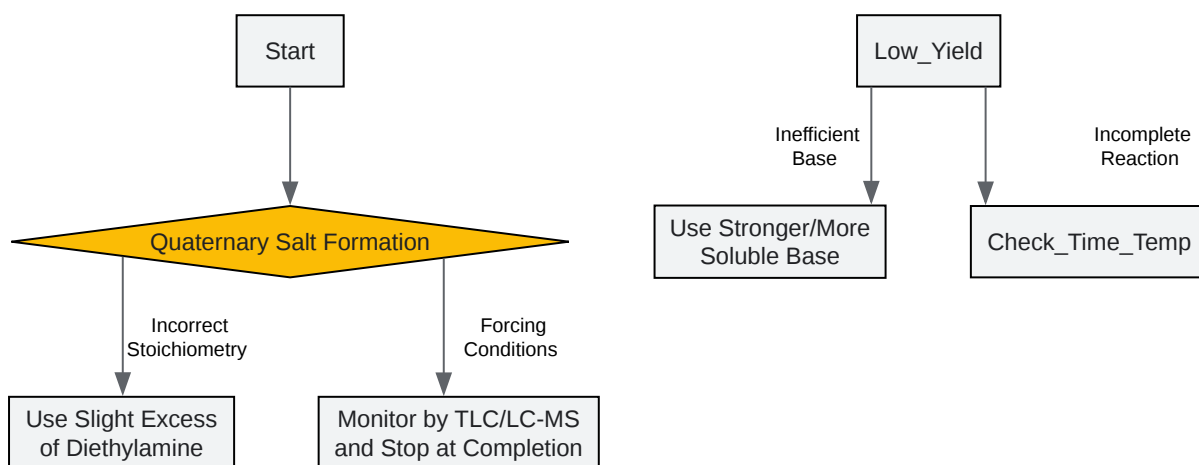 Start
Quaternary Salt Formation
Incorrect
Stoichiometry
Forcing
Conditions
Use Slight Excess
of Diethylamine
Monitor by TLC/LC-MS
and Stop at Completion
Low_Yield
Inefficient
Base
Incomplete
Reaction
Use Stronger/More
Soluble Base
Check_Time_Temp